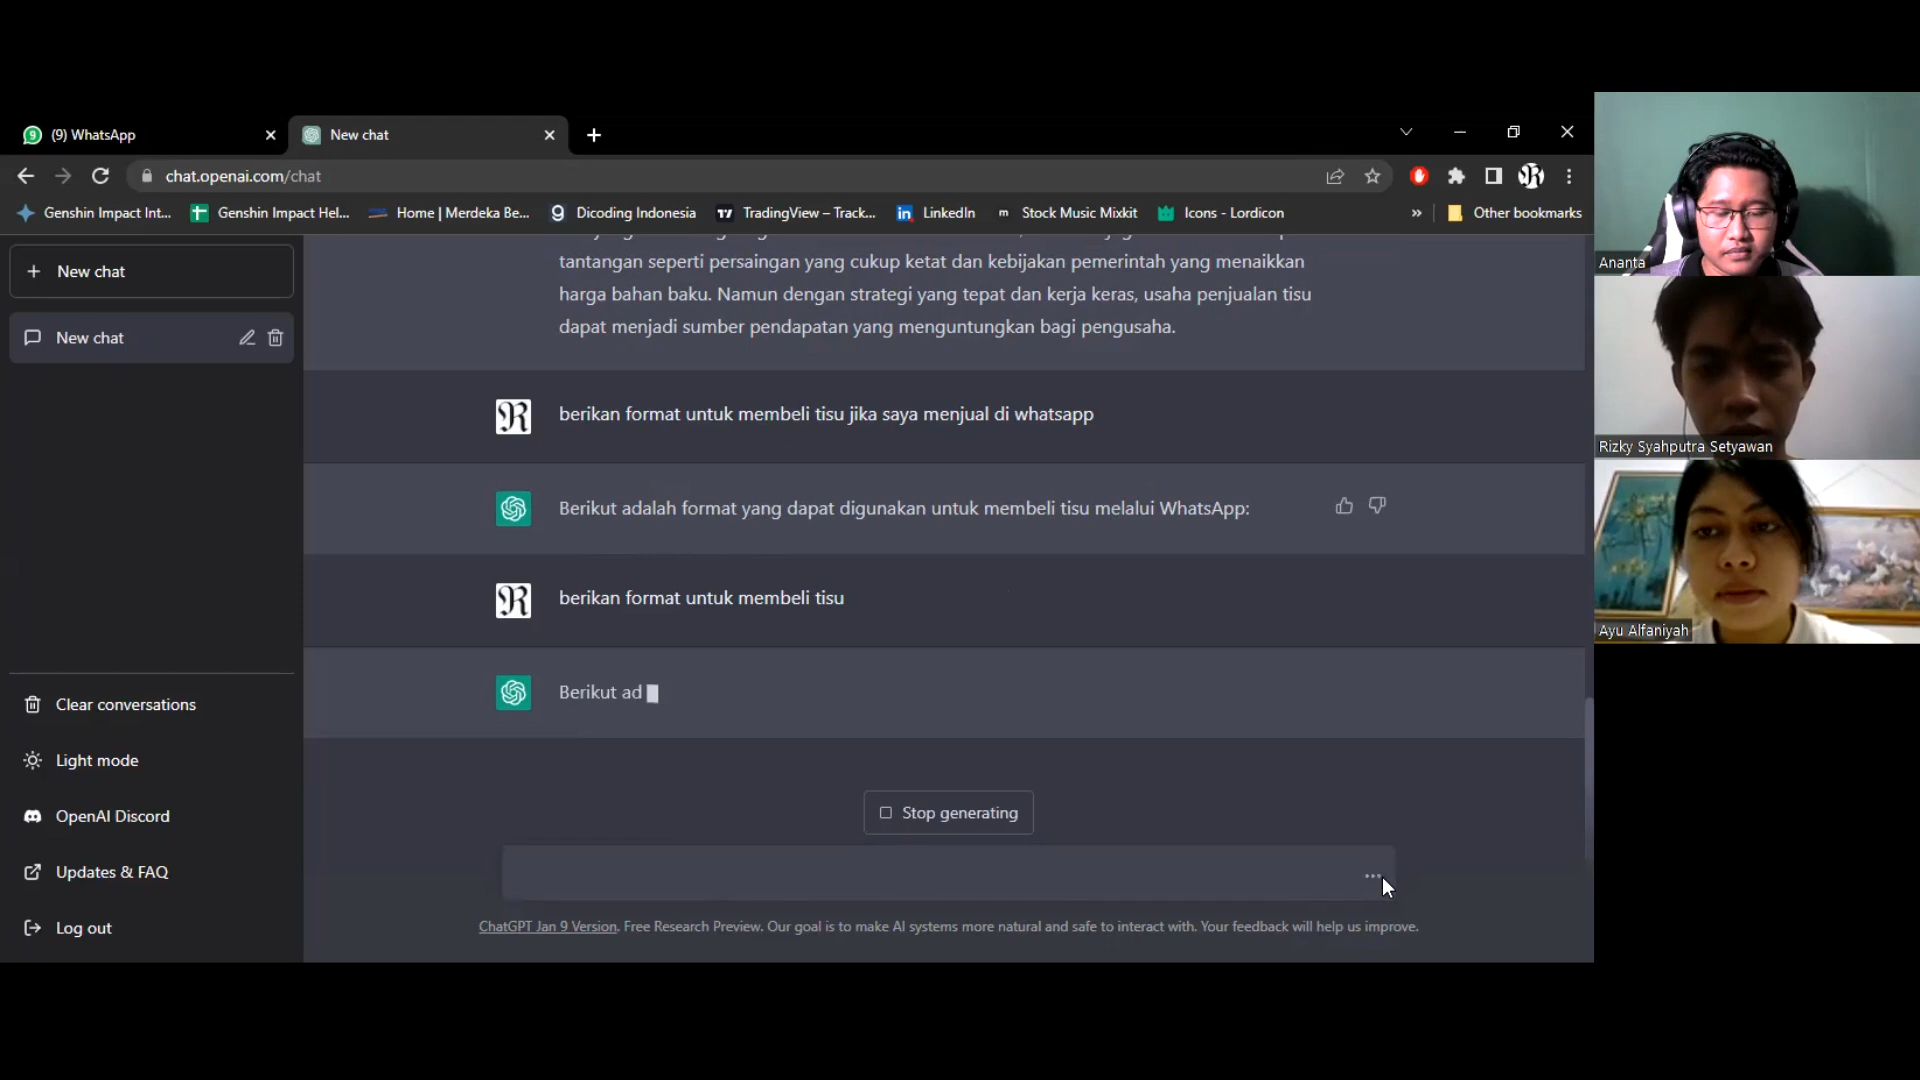 (9) WhatsApp
New chat
chat.openai.com/chat
Genshin Impact Int...
Genshin Impact Hel...
Home | Merdeka Be...
Dicoding Indonesia
TradingView – Track...
LinkedIn
Stock Music Mixkit
Icons - Lordicon
»
Other bookmarks
+ New chat
New chat
Clear conversations
Light mode
OpenAI Discord
Updates & FAQ
Log out
tantangan seperti persaingan yang cukup ketat dan kebijakan pemerintah yang menaikkan
harga bahan baku. Namun dengan strategi yang tepat dan kerja keras, usaha penjualan tisu
dapat menjadi sumber pendapatan yang menguntungkan bagi pengusaha.
berikan format untuk membeli tisu jika saya menjual di whatsapp
Berikut adalah format yang dapat digunakan untuk membeli tisu melalui WhatsApp:
berikan format untuk membeli tisu
Berikut ad
Stop generating
ChatGPT Jan 9 Version. Free Research Preview. Our goal is to make AI systems more natural and safe to interact with. Your feedback will help us improve.
Ananta
Rizky Syahputra Setyawan
Ayu Alfaniyah